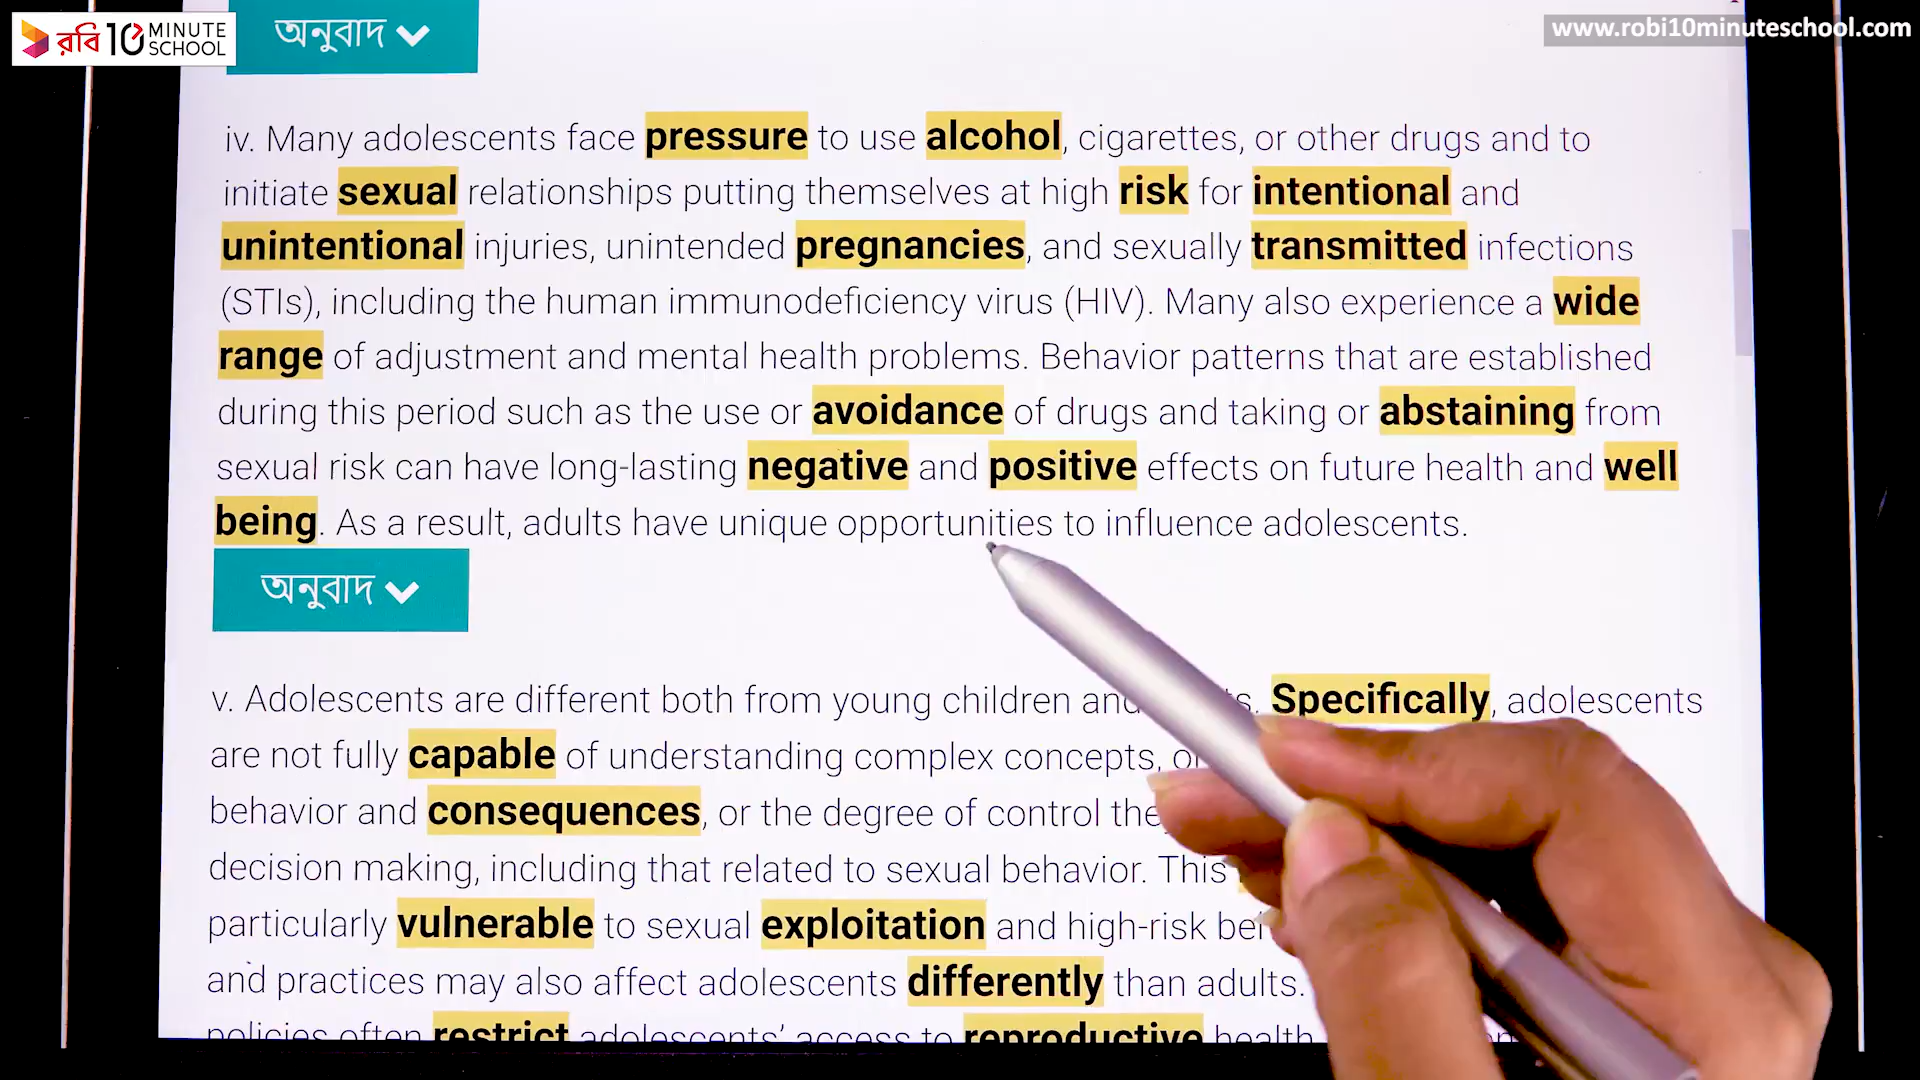 রবি 10 MINUTE SCHOOL
www.robi10minuteschool.com
অনুবাদ
iv. Many adolescents face pressure to use alcohol, cigarettes, or other drugs and to
initiate sexual relationships putting themselves at high risk for intentional and
unintentional injuries, unintended pregnancies, and sexually transmitted infections
(STIs), including the human immunodeficiency virus (HIV). Many also experience a wide
range of adjustment and mental health problems. Behavior patterns that are established
during this period such as the use or avoidance of drugs and taking or abstaining from
sexual risk can have long-lasting negative and positive effects on future health and well
being. As a result, adults have unique opportunities to influence adolescents.
অনুবাদ
v. Adolescents are different both from young children and Specifically, adolescents
are not fully capable of understanding complex concepts,
behavior and consequences, or the degree of control
decision making, including that related to sexual behavior. This
particularly vulnerable to sexual exploitation and high-risk
and practices may also affect adolescents differently than adults.
policies often restrict adolescents' access to reproductive health